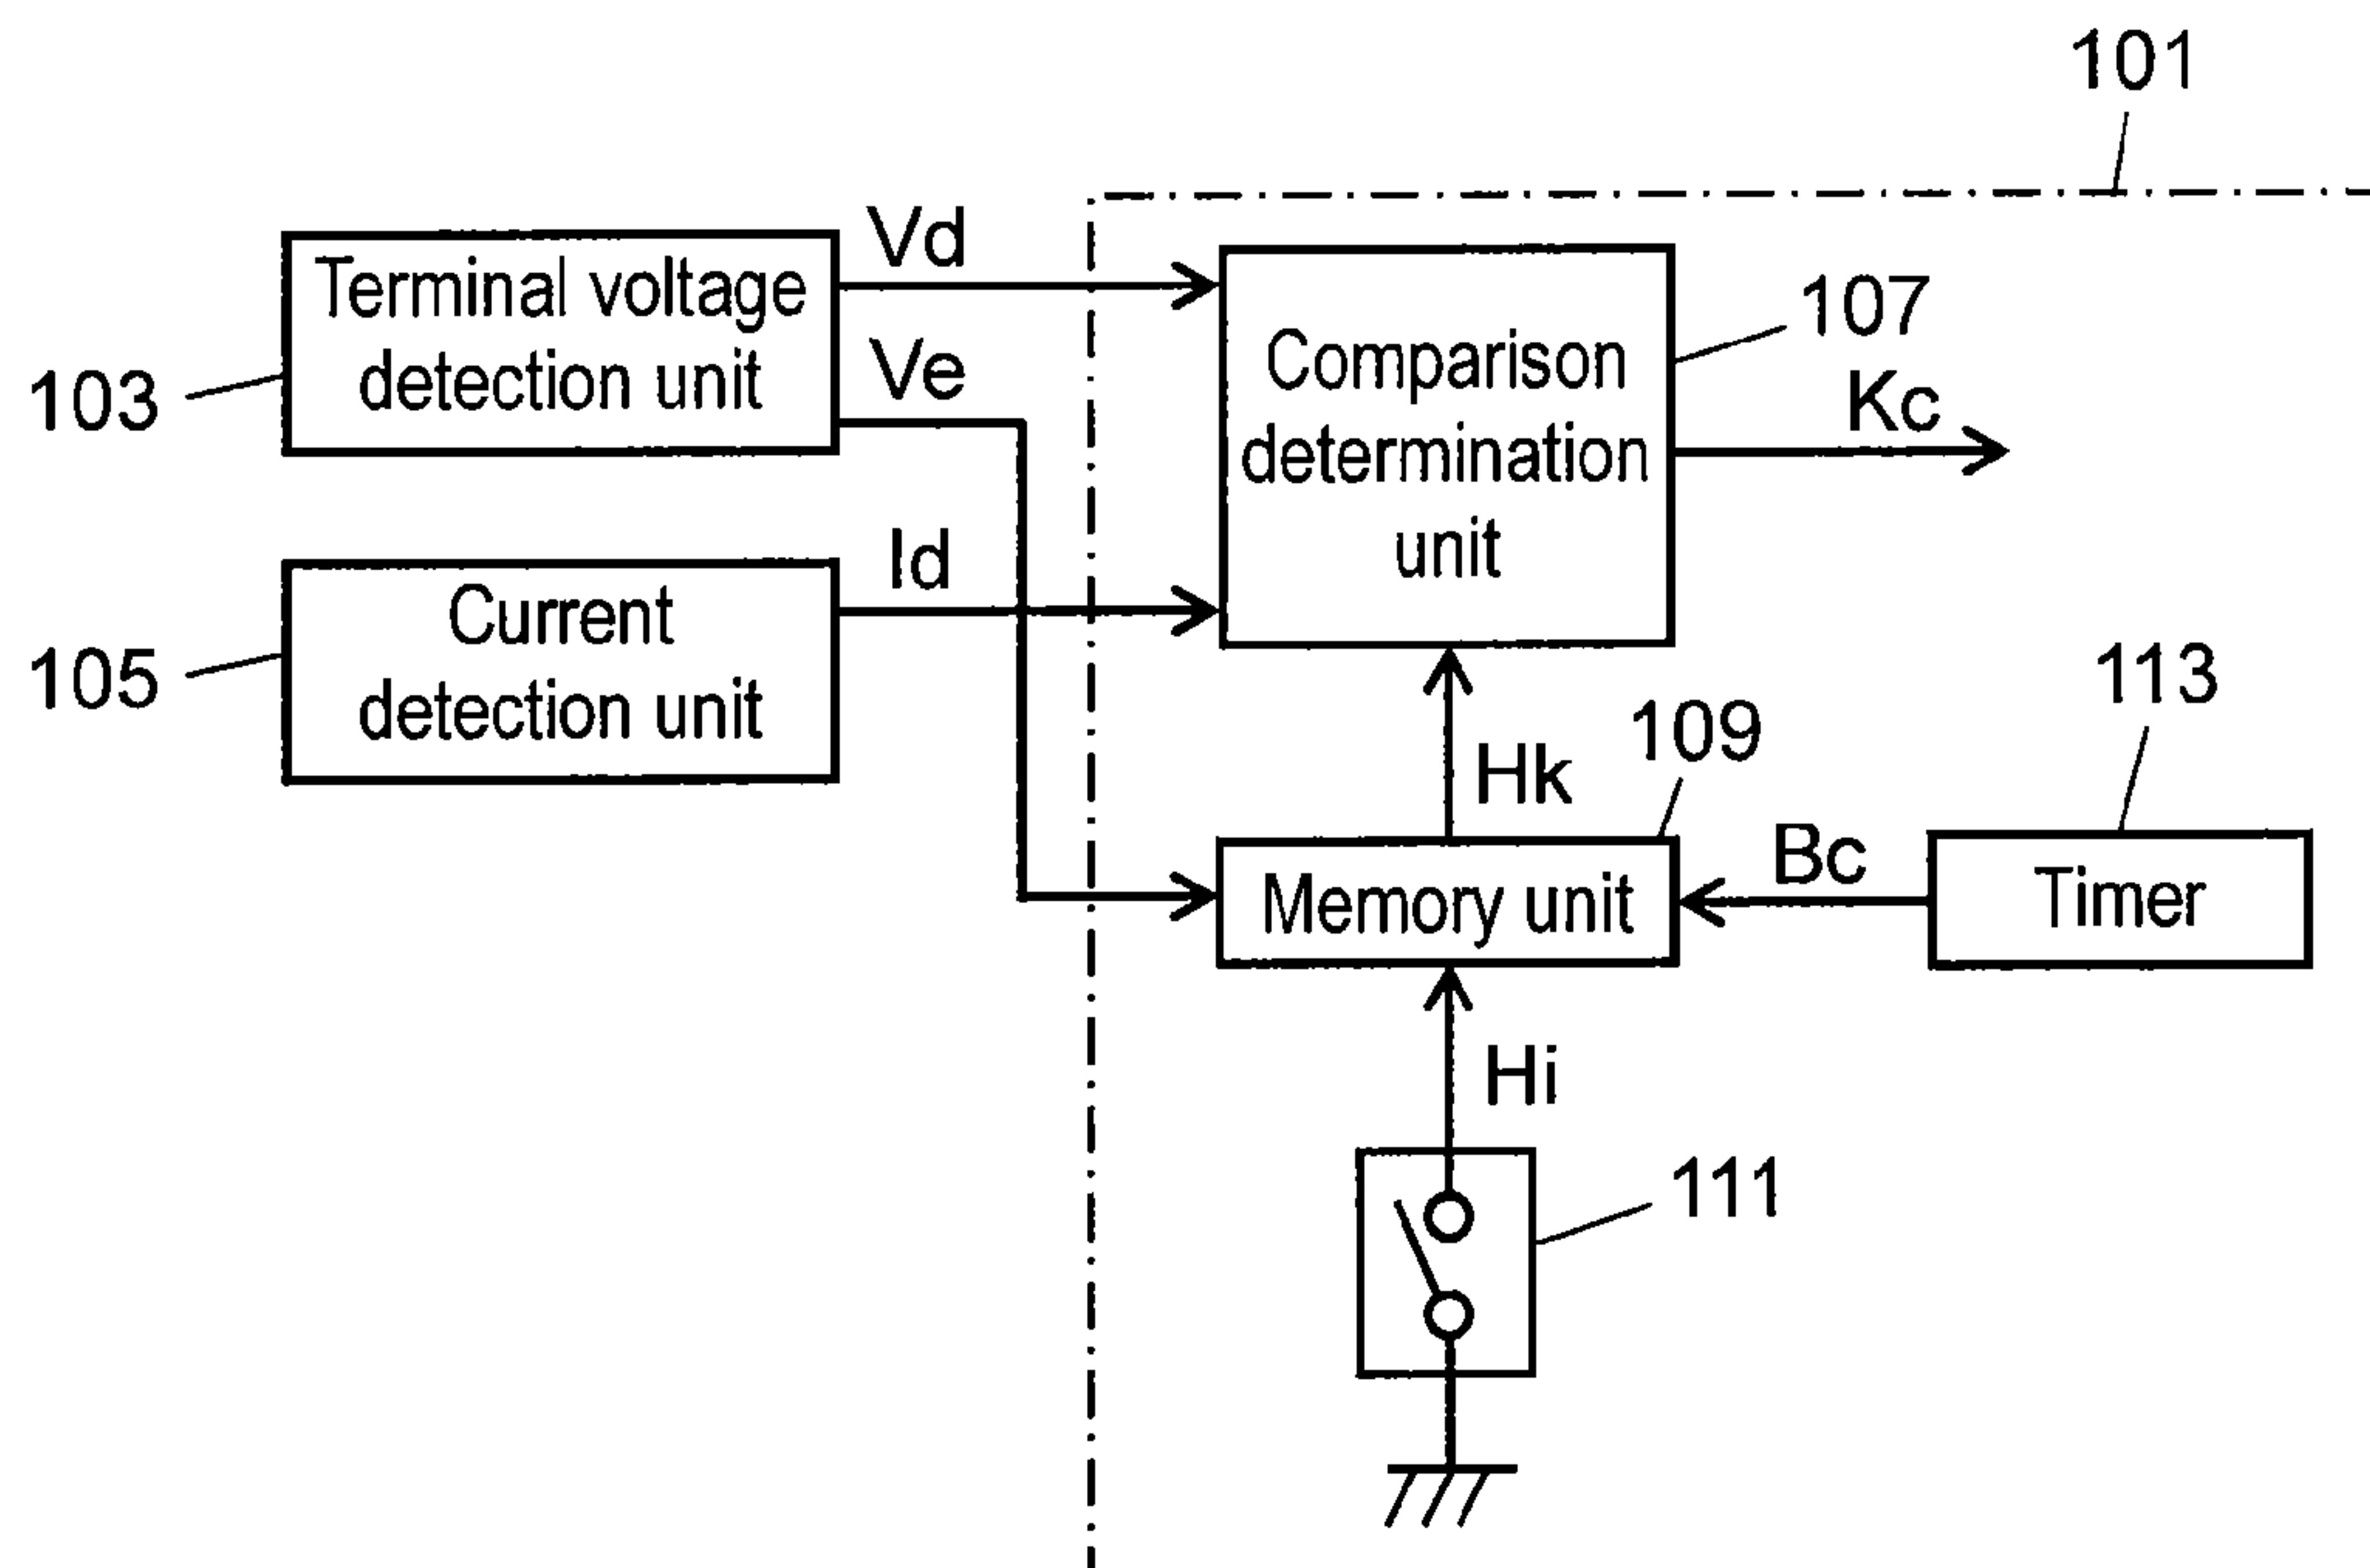 101
Terminal voltage
detection unit
103
Vd
Ve
Comparison
determination
unit
107
Kc
Current
detection unit
105
Id
Hk
109
113
Memory unit
Bc
Timer
Hi
111